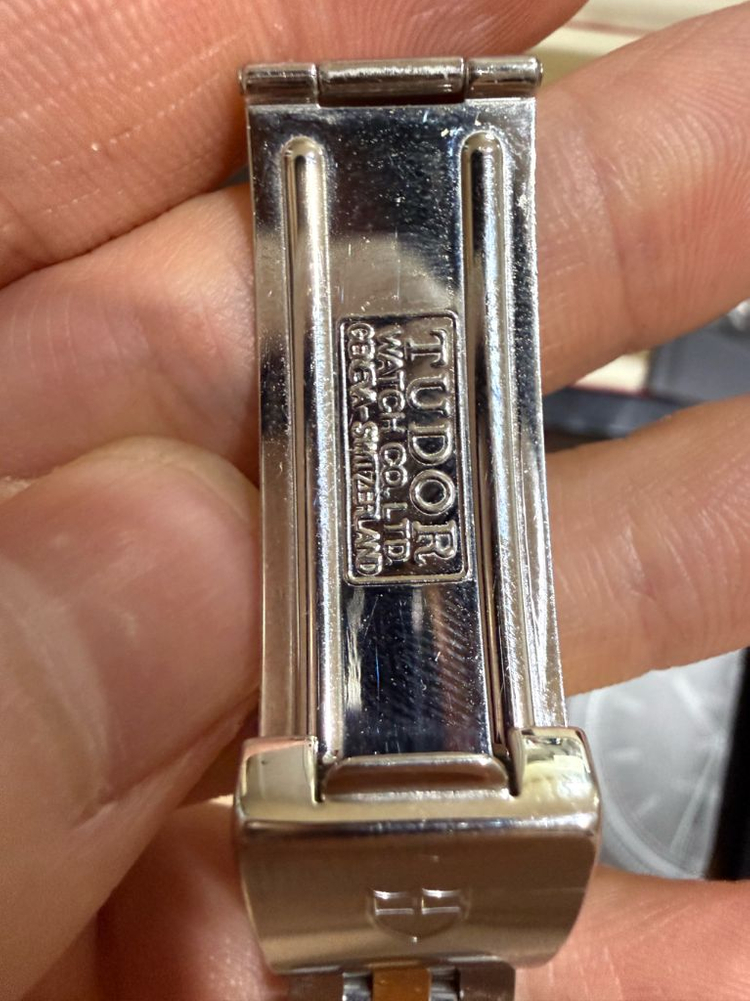 TUDOR
WATCH CO. LTD.
GENEVA-SWITZERLAND